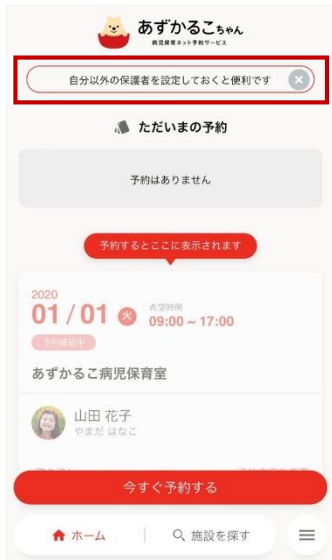 あずかるこちゃん
病児保育ネット予約サービス
自分以外の保護者を設定しておくと便利です
ただいまの予約
予約はありません
予約するとここに表示されます
2020
01 / 01 火
希望時間
09:00 ~ 17:00
予約確認中
あずかるこ病児保育室
山田 花子
やまだ はなこ
今すぐ予約する
ホーム
施設を探す